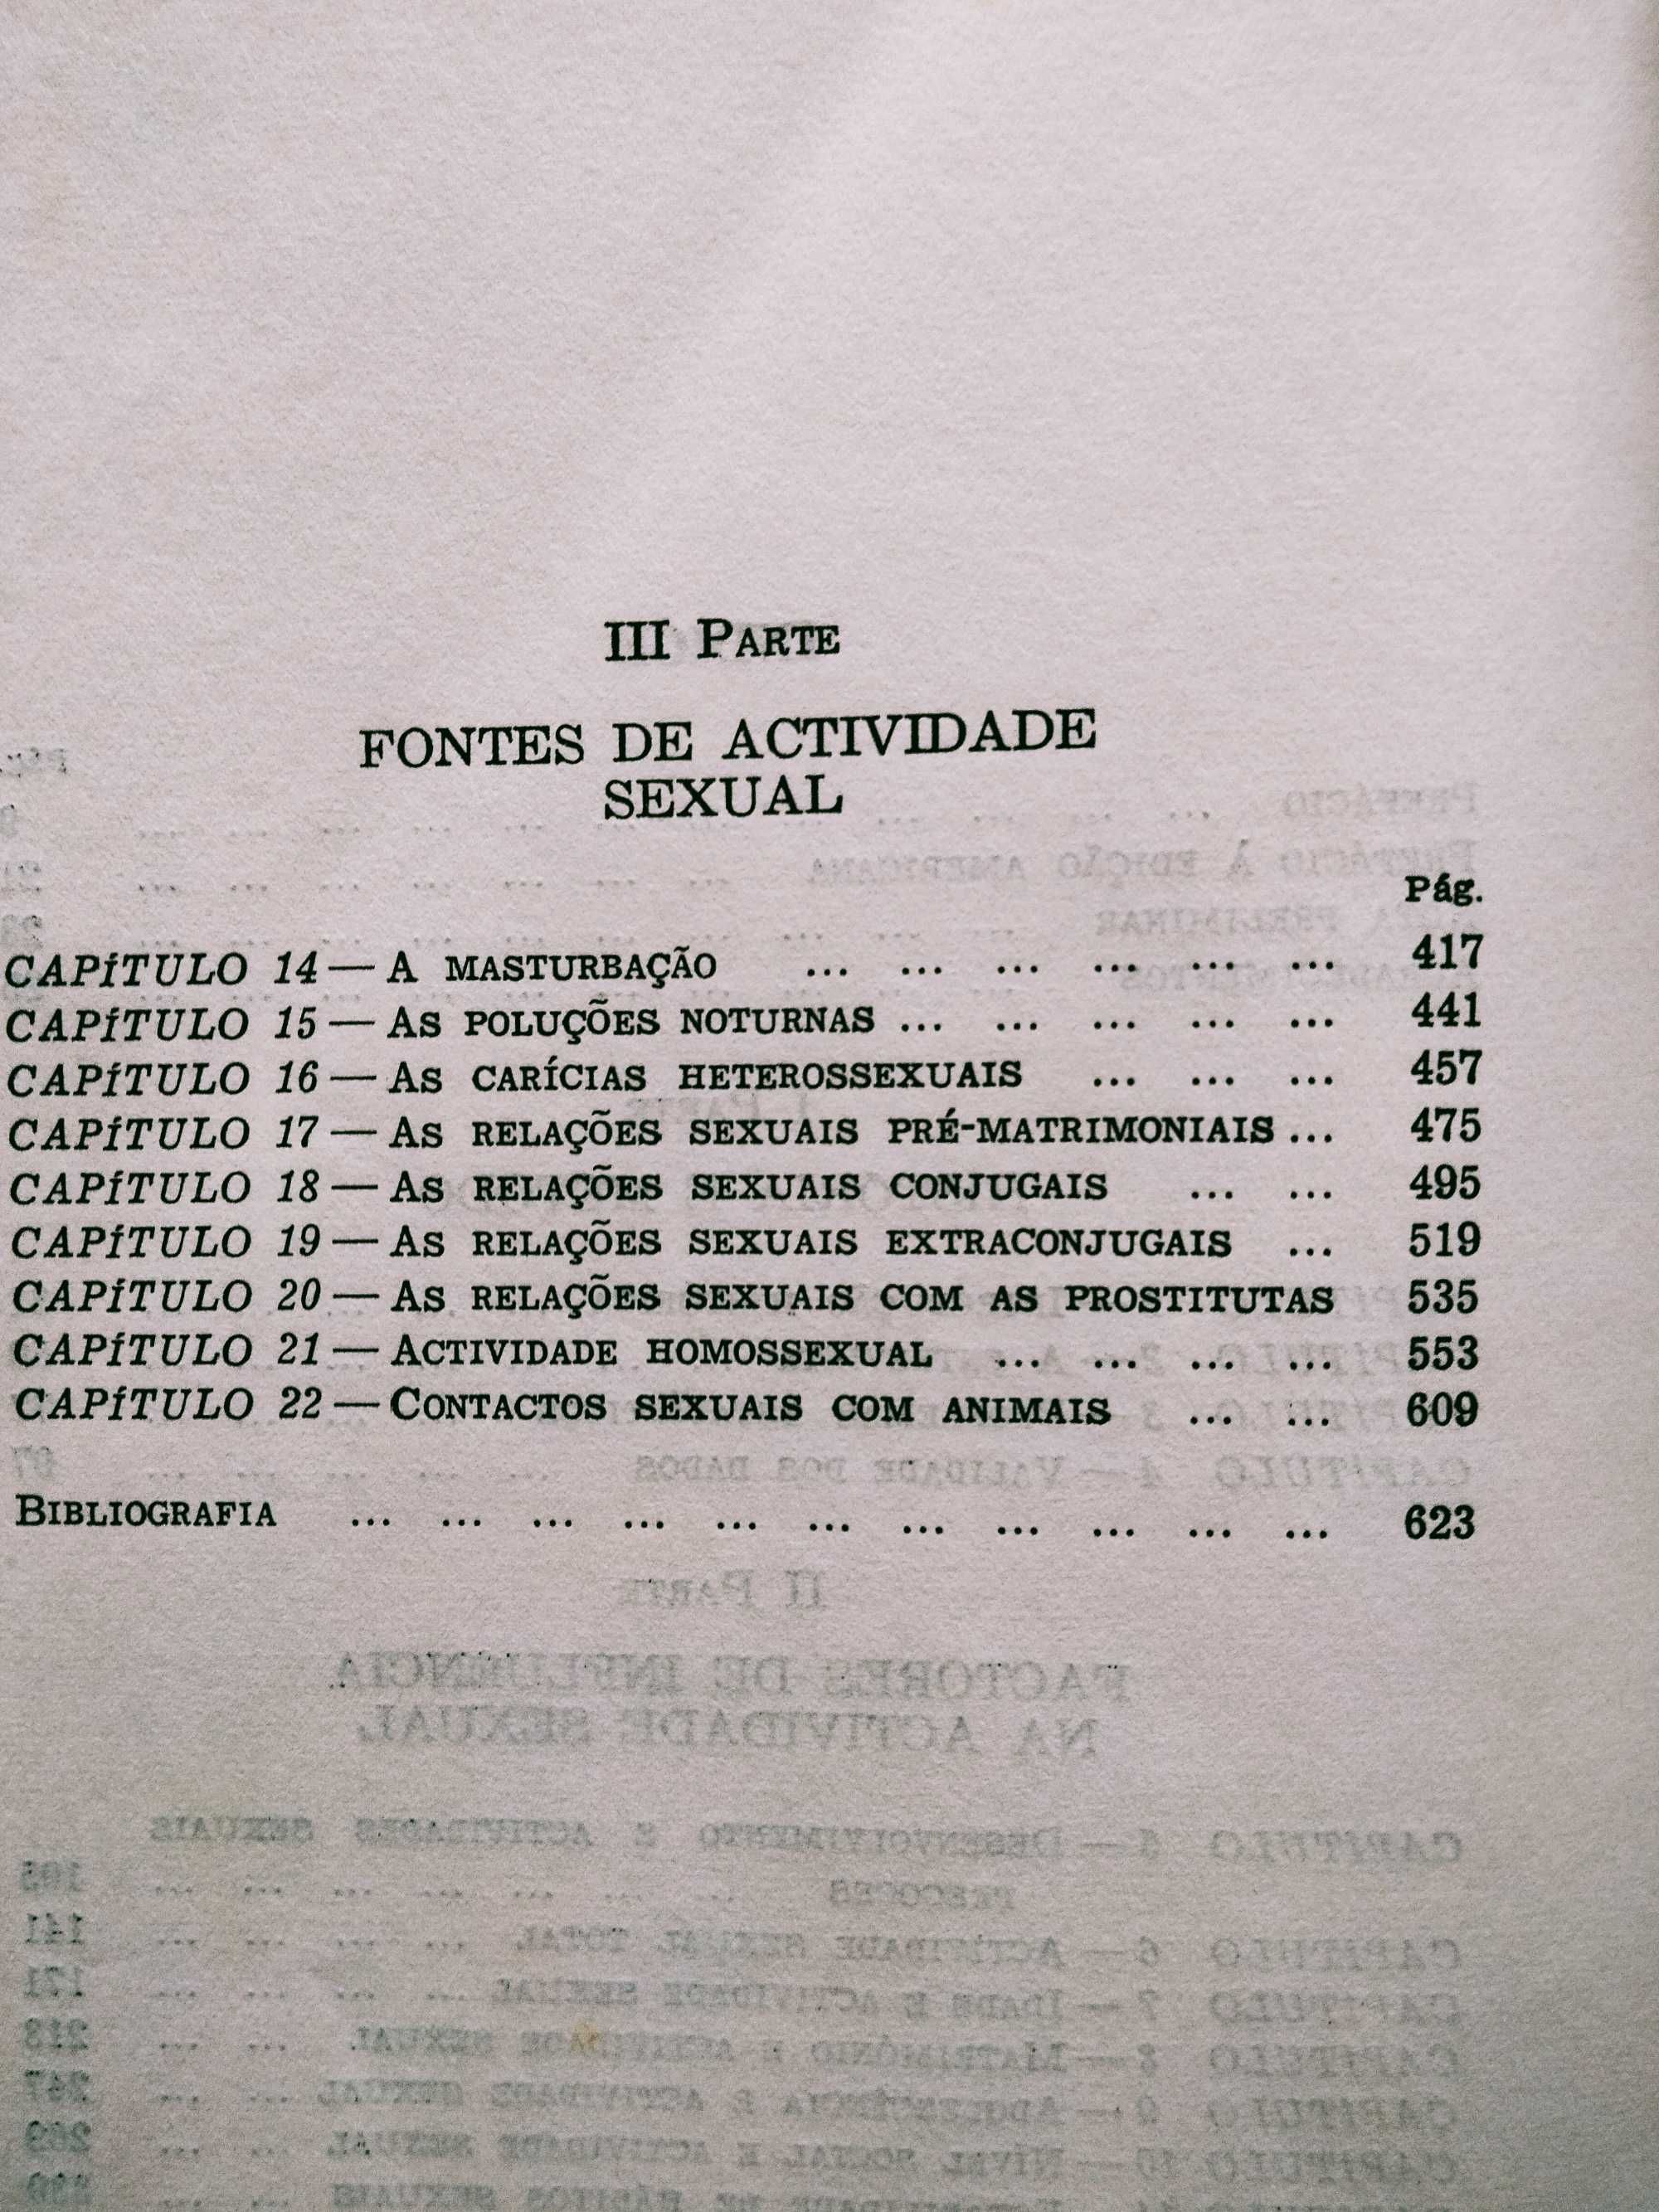 III PARTE
FONTES DE ACTIVIDADE
SEXUAL
Pág.
CAPÍTULO 14 — A MASTURBAÇÃO ... ... ... ... ... ... 417
CAPÍTULO 15 — AS POLUÇÕES NOTURNAS ... ... ... ... ... 441
CAPÍTULO 16 — AS CARÍCIAS HETEROSSEXUAIS ... ... ... 457
CAPÍTULO 17 — AS RELAÇÕES SEXUAIS PRÉ-MATRIMONIAIS ... 475
CAPÍTULO 18 — AS RELAÇÕES SEXUAIS CONJUGAIS ... ... 495
CAPÍTULO 19 — AS RELAÇÕES SEXUAIS EXTRACONJUGAIS ... 519
CAPÍTULO 20 — AS RELAÇÕES SEXUAIS COM AS PROSTITUTAS 535
CAPÍTULO 21 — ACTIVIDADE HOMOSSEXUAL ... ... ... ... 553
CAPÍTULO 22 — CONTACTOS SEXUAIS COM ANIMAIS ... ... 609
BIBLIOGRAFIA ... ... ... ... ... ... ... ... ... ... ... 623